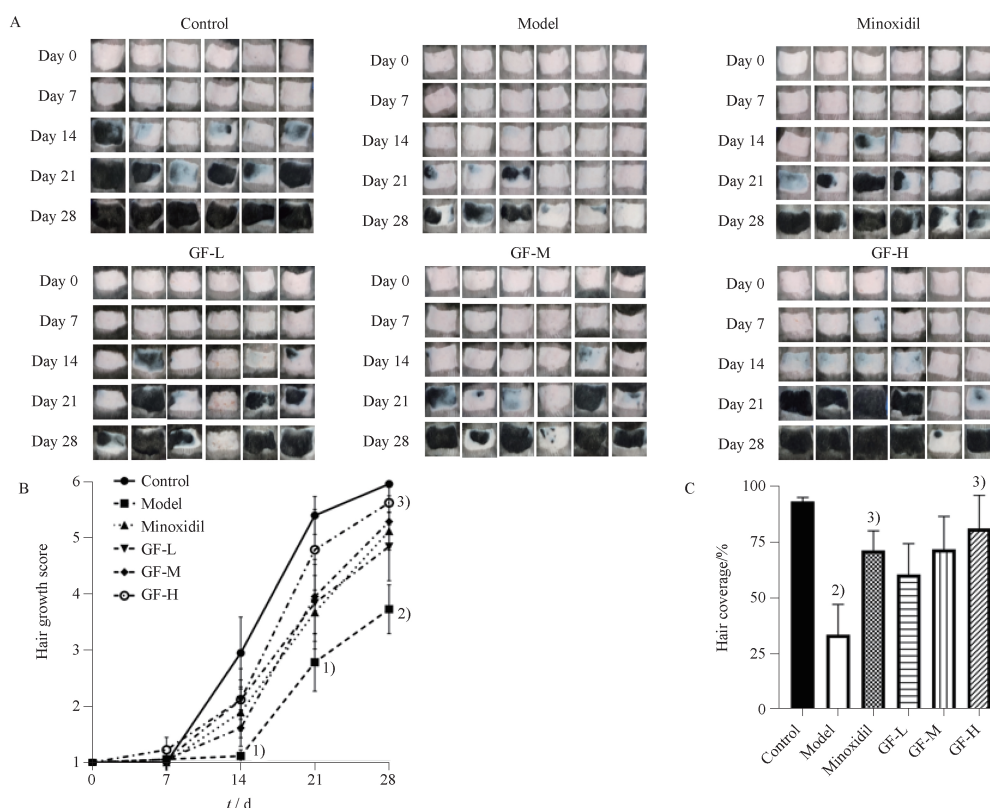 A
Control
Model
Minoxidil
Day 0
Day 7
Day 14
Day 21
Day 28
Day 0
Day 7
Day 14
Day 21
Day 28
Day 0
Day 7
Day 14
Day 21
Day 28
GF-L
GF-M
GF-H
Day 0
Day 7
Day 14
Day 21
Day 28
Day 0
Day 7
Day 14
Day 21
Day 28
Day 0
Day 7
Day 14
Day 21
Day 28
B
Hair growth score
6
5
4
3
2
1
0
7
14
21
28
t / d
Control
Model
Minoxidil
GF-L
GF-M
GF-H
1)
1)
2)
3)
C
Hair coverage/%
100
75
50
25
0
2)
3)
3)
Control
Model
Minoxidil
GF-L
GF-M
GF-H